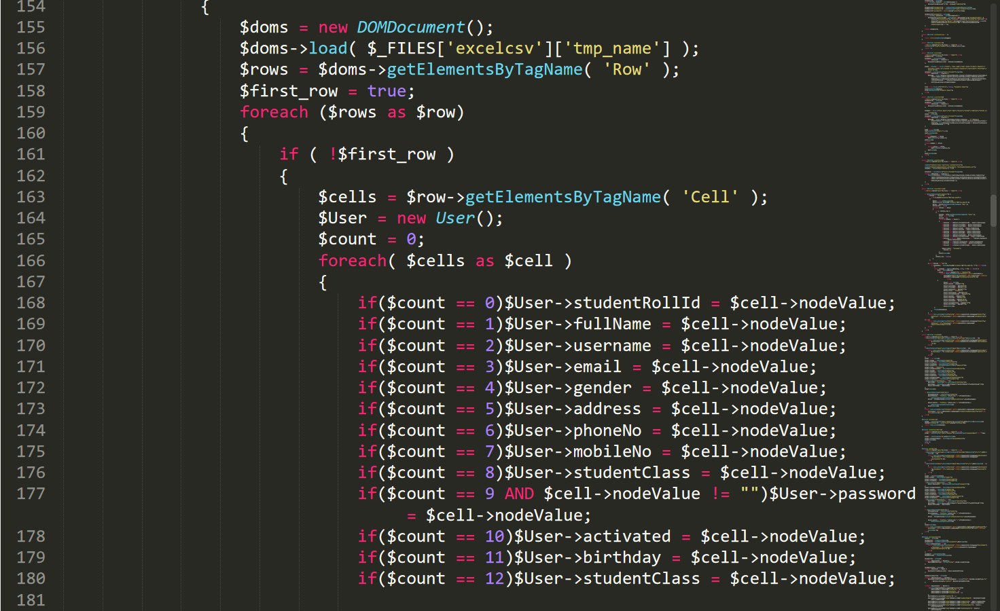 154 {
155 $doms = new DOMDocument();
156 $doms->load( $_FILES['excelcsv']['tmp_name'] );
157 $rows = $doms->getElementsByTagName( 'Row' );
158 $first_row = true;
159 foreach ($rows as $row)
160 {
161 if ( !$first_row )
162 {
163 $cells = $row->getElementsByTagName( 'Cell' );
164 $User = new User();
165 $count = 0;
166 foreach( $cells as $cell )
167 {
168 if($count == 0)$User->studentRollId = $cell->nodeValue;
169 if($count == 1)$User->fullName = $cell->nodeValue;
170 if($count == 2)$User->username = $cell->nodeValue;
171 if($count == 3)$User->email = $cell->nodeValue;
172 if($count == 4)$User->gender = $cell->nodeValue;
173 if($count == 5)$User->address = $cell->nodeValue;
174 if($count == 6)$User->phoneNo = $cell->nodeValue;
175 if($count == 7)$User->mobileNo = $cell->nodeValue;
176 if($count == 8)$User->studentClass = $cell->nodeValue;
177 if($count == 9 AND $cell->nodeValue != "")$User->password
= $cell->nodeValue;
178 if($count == 10)$User->activated = $cell->nodeValue;
179 if($count == 11)$User->birthday = $cell->nodeValue;
180 if($count == 12)$User->studentClass = $cell->nodeValue;
181